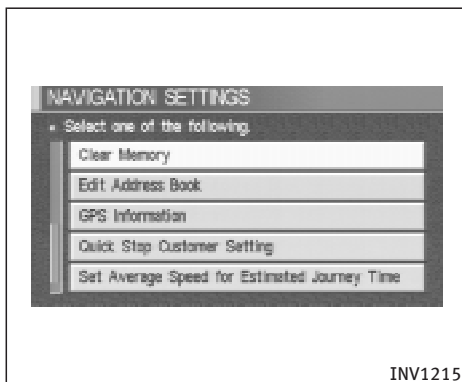 NAVIGATION SETTINGS
Select one of the following.
Clear Memory
Edit Address Book
GPS Information
Quick Stop Customer Setting
Set Average Speed for Estimated Journey Time
INV1215